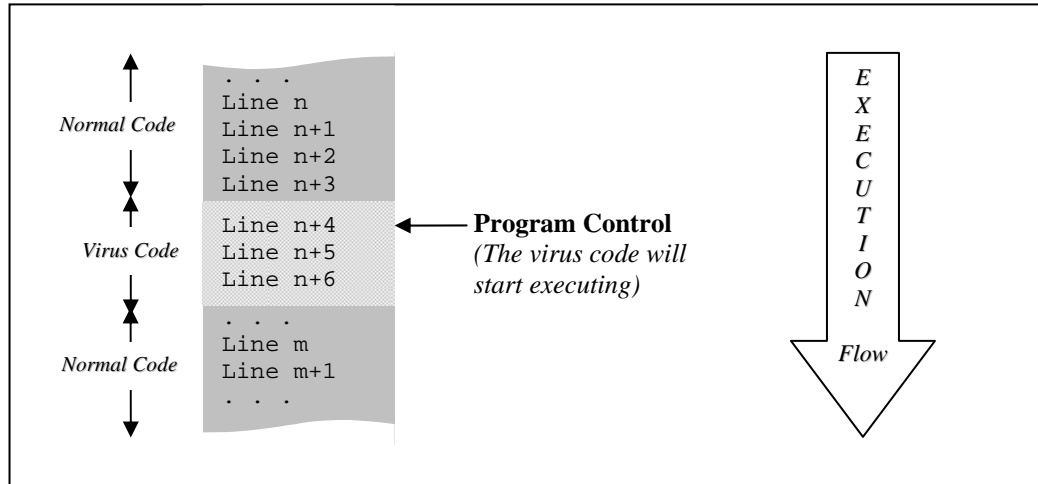 Normal Code
Virus Code
Normal Code
. . .
Line n
Line n+1
Line n+2
Line n+3
Line n+4
Line n+5
Line n+6
. . .
Line m
Line m+1
. . .
Program Control
(The virus code will
start executing)
EXECUTION
Flow